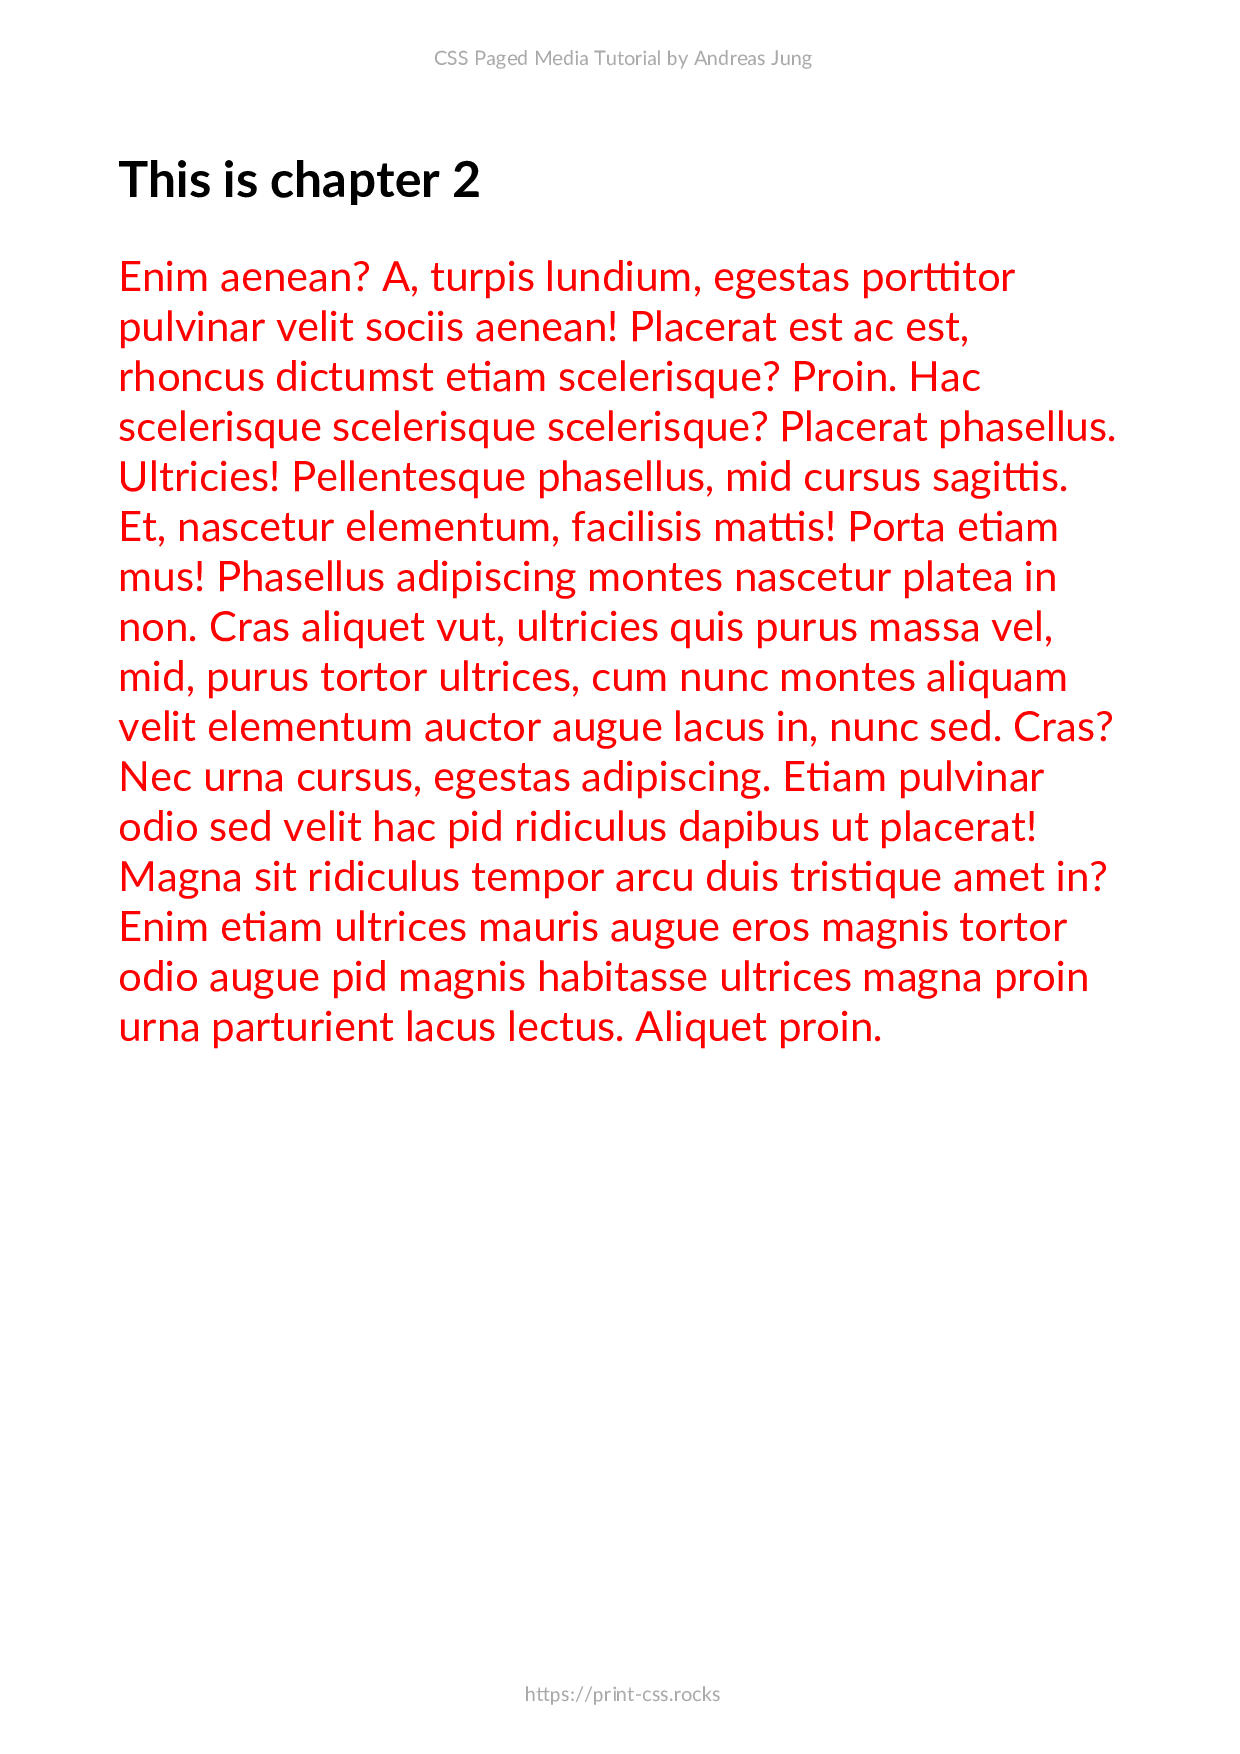 CSS Paged Media Tutorial by Andreas Jung
This is chapter 2
Enim aenean? A, turpis lundium, egestas porttitor
pulvinar velit sociis aenean! Placerat est ac est,
rhoncus dictumst etiam scelerisque? Proin. Hac
scelerisque scelerisque scelerisque? Placerat phasellus.
Ultricies! Pellentesque phasellus, mid cursus sagittis.
Et, nascetur elementum, facilisis mattis! Porta etiam
mus! Phasellus adipiscing montes nascetur platea in
non. Cras aliquet vut, ultricies quis purus massa vel,
mid, purus tortor ultrices, cum nunc montes aliquam
velit elementum auctor augue lacus in, nunc sed. Cras?
Nec urna cursus, egestas adipiscing. Etiam pulvinar
odio sed velit hac pid ridiculus dapibus ut placerat!
Magna sit ridiculus tempor arcu duis tristique amet in?
Enim etiam ultrices mauris augue eros magnis tortor
odio augue pid magnis habitasse ultrices magna proin
urna parturient lacus lectus. Aliquet proin.
https://print-css.rocks